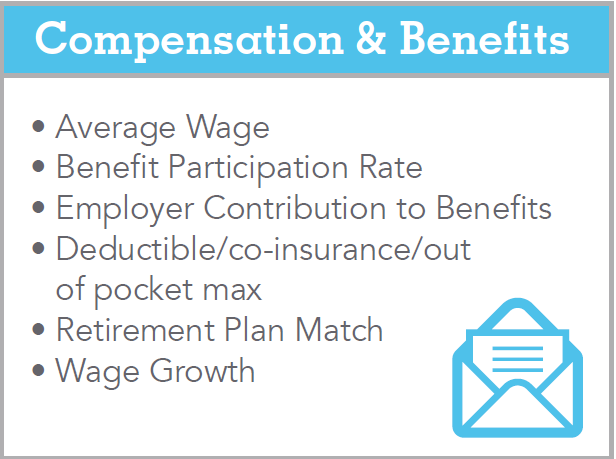 Compensation & Benefits
• Average Wage
• Benefit Participation Rate
• Employer Contribution to Benefits
• Deductible/co-insurance/out
of pocket max
• Retirement Plan Match
• Wage Growth